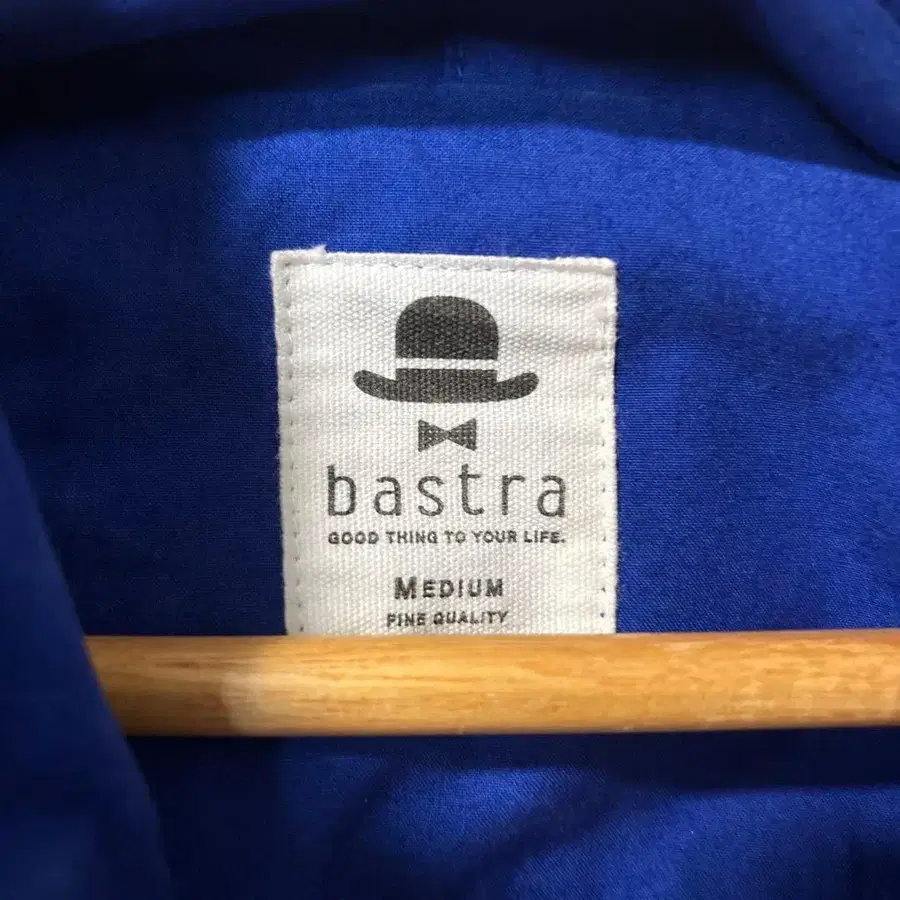 bastra
GOOD THING TO YOUR LIFE.
MEDIUM
FINE QUALITY